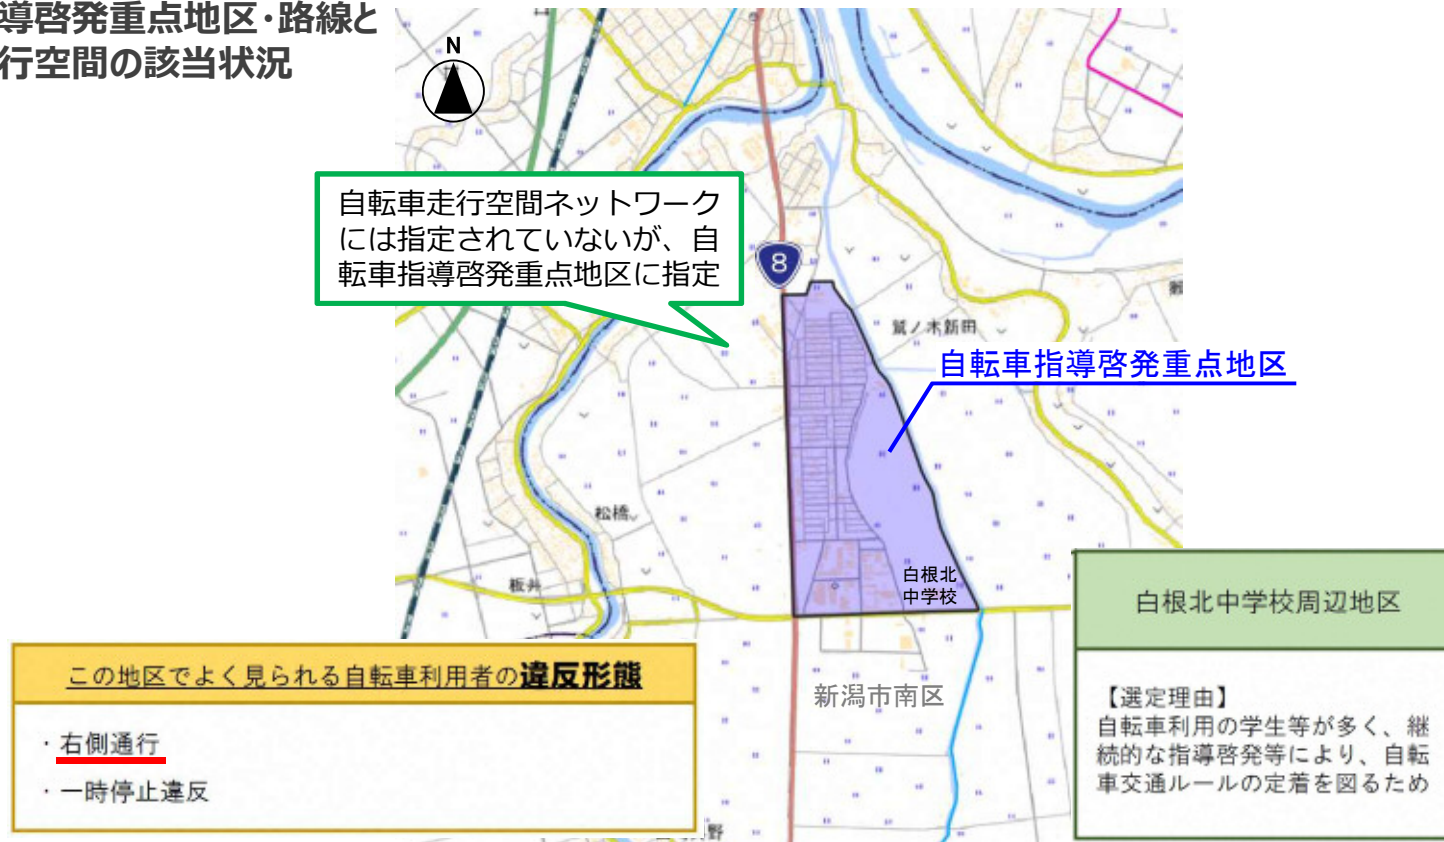 導啓発重点地区・路線と
行空間の該当状況
N
自転車走行空間ネットワーク
には指定されていないが、自
転車指導啓発重点地区に指定
8
鷲ノ木新田
自転車指導啓発重点地区
松橋
板井
白根北
中学校
新潟市南区
野
この地区でよく見られる自転車利用者の違反形態
・右側通行
・一時停止違反
白根北中学校周辺地区
【選定理由】
自転車利用の学生等が多く、継
続的な指導啓発等により、自転
車交通ルールの定着を図るため